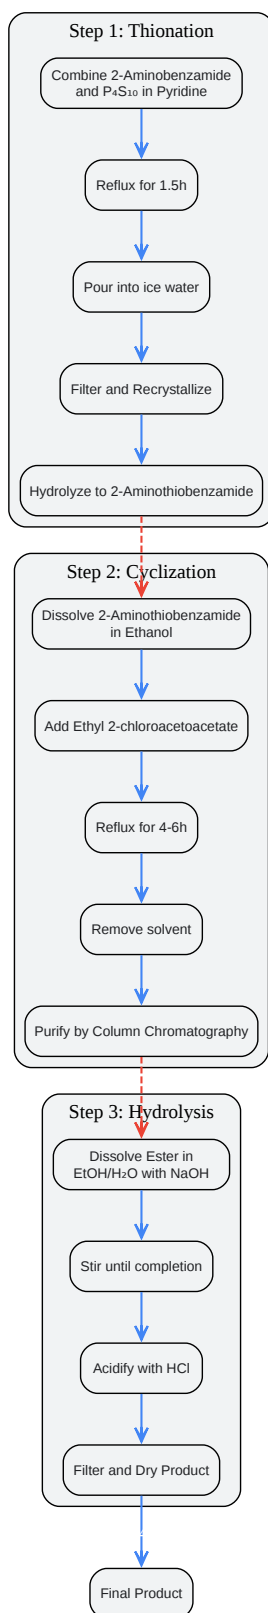 Step 1: Thionation
Combine 2-Aminobenzamide
and P₄S₁₀ in Pyridine
Reflux for 1.5h
Pour into ice water
Filter and Recrystallize
Hydrolyze to 2-Aminothiobenzamide
Step 2: Cyclization
Dissolve 2-Aminothiobenzamide
in Ethanol
Add Ethyl 2-chloroacetoacetate
Reflux for 4-6h
Remove solvent
Purify by Column Chromatography
Step 3: Hydrolysis
Dissolve Ester in
EtOH/H₂O with NaOH
Stir until completion
Acidify with HCl
Filter and Dry Product
Final Product